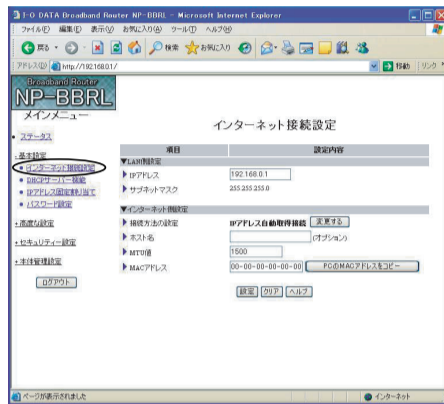 I-O DATA Broadband Router NP-BBRL - Microsoft Internet Explorer
ファイル(F) 編集(E) 表示(V) お気に入り(A) ツール(T) ヘルプ(H)
戻る 検索 お気に入り
アドレス(D) http://192.168.0.1/ 移動 リンク
Broadband Router
NP-BBRL
メインメニュー
ステータス
基本設定
インターネット接続設定
DHCPサーバー機能
IPアドレス固定割り当て
パスワード設定
高度な設定
セキュリティー設定
本体管理設定
ログアウト
インターネット接続設定
項目 設定内容
▼LAN側設定
IPアドレス 192.168.0.1
サブネットマスク 255.255.255.0
▼インターネット側設定
接続方法の設定 IPアドレス自動取得接続 変更する
ホスト名 (オプション)
MTU値 1500
MACアドレス 00-00-00-00-00-00 PCのMACアドレスをコピー
設定 クリア ヘルプ
ページが表示されました インターネット